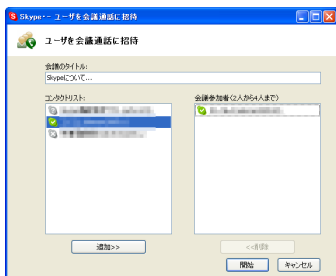 Skype™ - ユーザを会議通話に招待
ユーザを会議通話に招待
会議のタイトル:
Skypeについて...
コンタクトリスト:
会議参加者(2人から4人まで)
追加>>
<<削除
開始
キャンセル